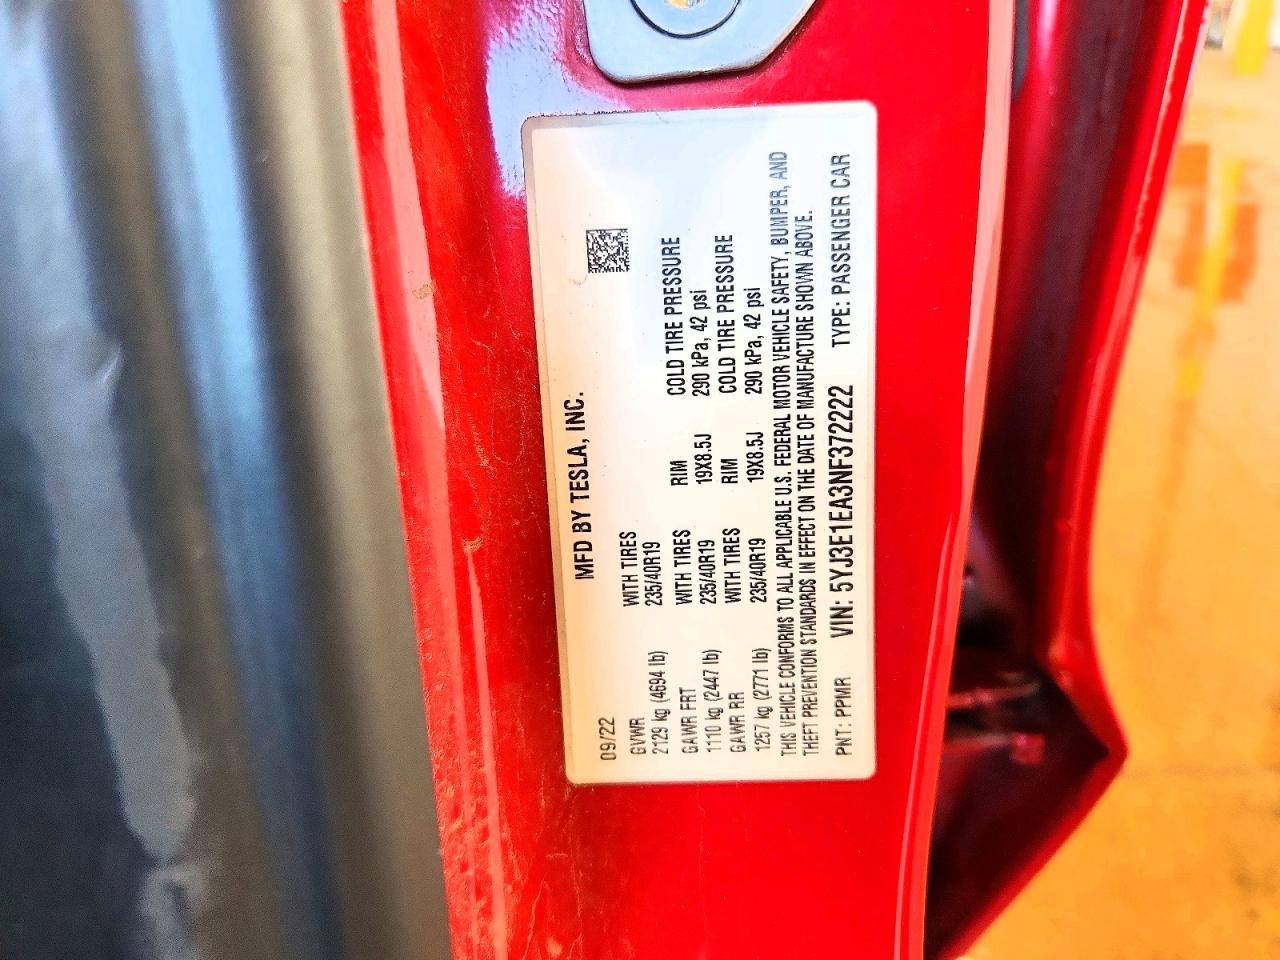 MFD BY TESLA, INC.
09/22
GVWR WITH TIRES
2129 kg (4694 lb) 235/40R19
GAWR FRT WITH TIRES RIM COLD TIRE PRESSURE
1110 kg (2447 lb) 235/40R19 19X8.5J 290 kPa, 42 psi
GAWR RR WITH TIRES RIM COLD TIRE PRESSURE
1257 kg (2771 lb) 235/40R19 19X8.5J 290 kPa, 42 psi
THIS VEHICLE CONFORMS TO ALL APPLICABLE U.S. FEDERAL MOTOR VEHICLE SAFETY, BUMPER, AND
THEFT PREVENTION STANDARDS IN EFFECT ON THE DATE OF MANUFACTURE SHOWN ABOVE.
PNT: PPMR VIN: 5YJ3E1EA3NF372222 TYPE: PASSENGER CAR